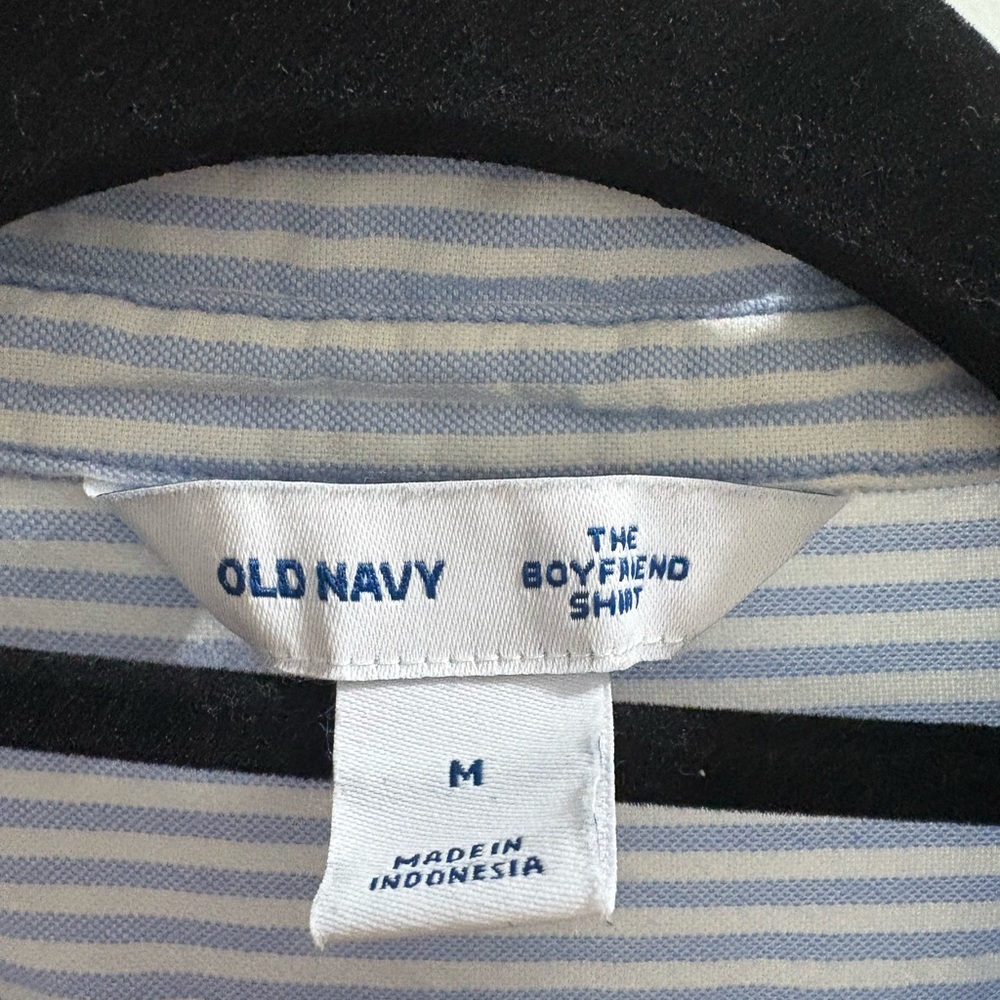 OLD NAVY
THE
BOYFRIEND
SHIRT
M
MADE IN
INDONESIA